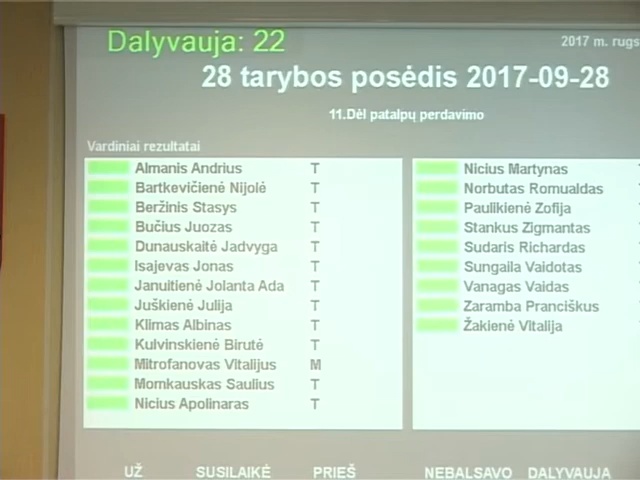 Dalyvauja: 22
2017 m. rugs
28 tarybos posėdis 2017-09-28
11.Dėl patalpų perdavimo
Vardiniai rezultatai
Almanis Andrius T
Bartkevičienė Nijolė T
Beržinis Stasys T
Bučius Juozas T
Dunauskaitė Jadvyga T
Isajevas Jonas T
Januitienė Jolanta Ada T
Juškienė Julija T
Klimas Albinas T
Kulvinskienė Birutė T
Mitrofanovas Vitalijus M
Momkauskas Saulius T
Nicius Apolinaras T
Nicius Martynas
Norbutas Romualdas
Paulikienė Zofija
Stankus Zigmantas
Sudaris Richardas
Sungaila Vaidotas
Vanagas Vaidas
Zaramba Pranciškus
Žakienė Vitalija
UŽ SUSILAIKĖ PRIEŠ NEBALSAVO DALYVAUJA